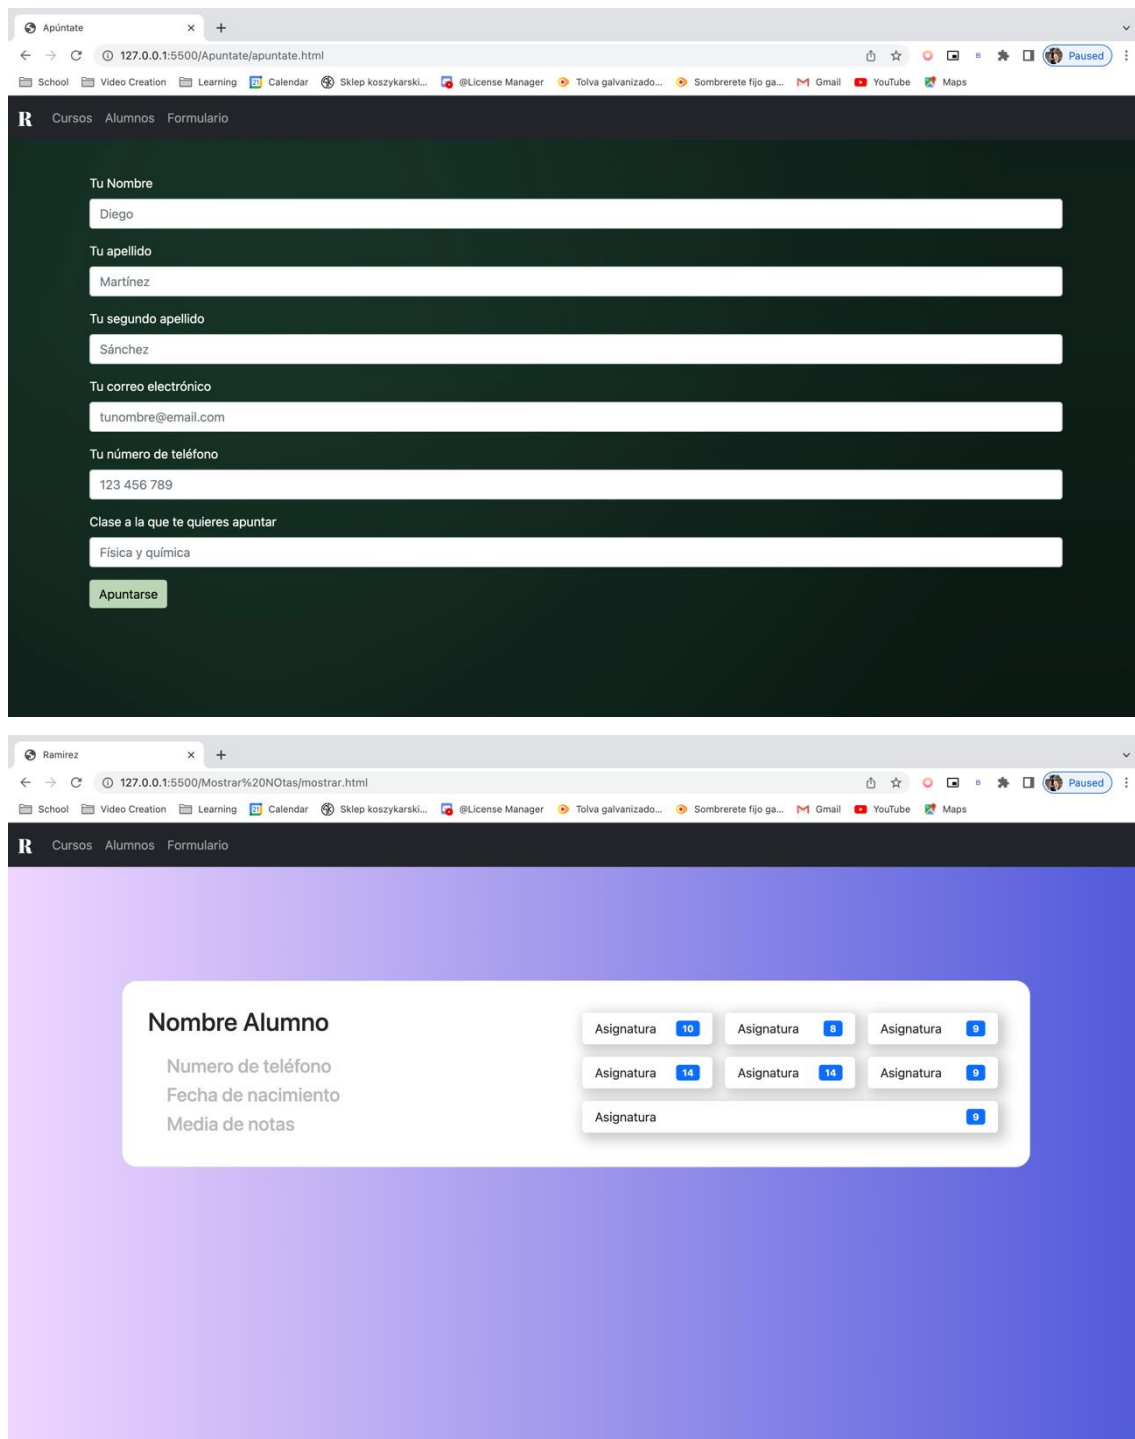 Apúntate
127.0.0.1:5500/Apuntate/apuntate.html
Paused
School Video Creation Learning 21 Calendar Sklep koszykarski... @License Manager Tolva galvanizado... Sombrerete fijo ga... Gmail YouTube Maps
R Cursos Alumnos Formulario
Tu Nombre
Diego
Tu apellido
Martínez
Tu segundo apellido
Sánchez
Tu correo electrónico
tunombre@email.com
Tu número de teléfono
123 456 789
Clase a la que te quieres apuntar
Física y química
Apuntarse
Ramirez
127.0.0.1:5500/Mostrar%20NOtas/mostrar.html
Paused
School Video Creation Learning 21 Calendar Sklep koszykarski... @License Manager Tolva galvanizado... Sombrerete fijo ga... Gmail YouTube Maps
R Cursos Alumnos Formulario
Nombre Alumno
Numero de teléfono
Fecha de nacimiento
Media de notas
Asignatura 10 Asignatura 8 Asignatura 9
Asignatura 14 Asignatura 14 Asignatura 9
Asignatura 9